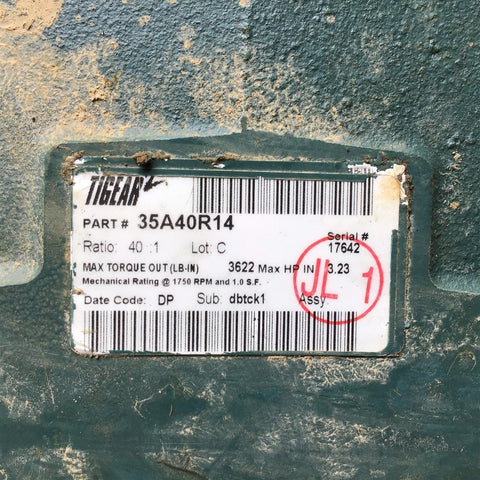 TIGEAR
PART # 35A40R14
Serial #
Ratio: 40 :1 Lot: C 17642
MAX TORQUE OUT (LB-IN) 3622 Max HP IN 3.23
Mechanical Rating @ 1750 RPM and 1.0 S.F.
Date Code: DP Sub: dbtck1 Assy
JL 1